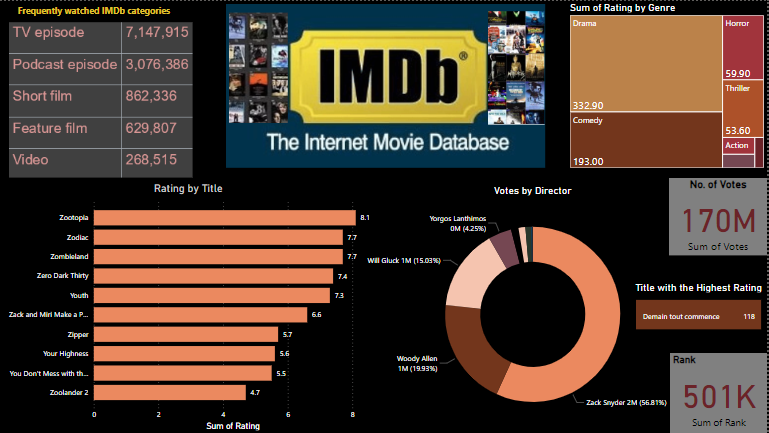 Frequently watched IMDb categories
TV episode 7,147,915
Podcast episode 3,076,386
Short film 862,336
Feature film 629,807
Video 268,515
IMDb®
The Internet Movie Database
Sum of Rating by Genre
Drama
332.90
Comedy
193.00
Horror
59.90
Thriller
53.60
Action
Rating by Title
Zootopia 8.1
Zodiac 7.7
Zombieland 7.7
Zero Dark Thirty 7.4
Youth 7.3
Zack and Miri Make a P... 6.6
Zipper 5.7
Your Highness 5.6
You Don't Mess with th... 5.5
Zoolander 2 4.7
0 2 4 6 8
Sum of Rating
Votes by Director
Yorgos Lanthimos
0M (4.25%)
Will Gluck 1M (15.03%)
Woody Allen
1M (19.93%)
Zack Snyder 2M (56.81%)
No. of Votes
170M
Sum of Votes
Title with the Highest Rating
Demain tout commence 118
Rank
501K
Sum of Rank